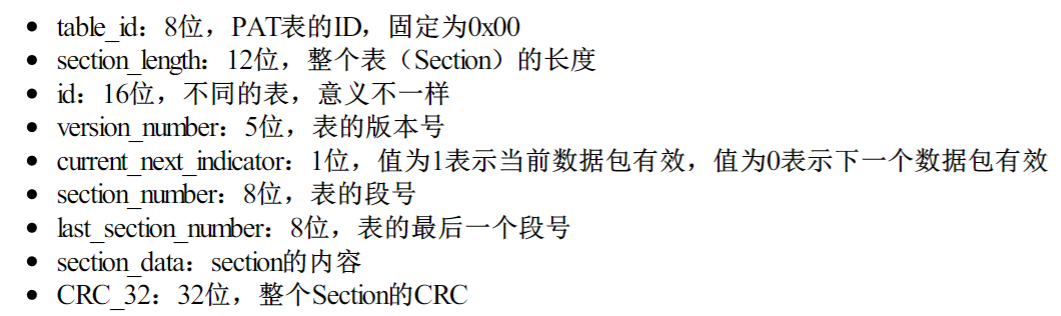 • table_id：8位，PAT表的ID，固定为0x00
• section_length：12位，整个表（Section）的长度
• id：16位，不同的表，意义不一样
• version_number：5位，表的版本号
• current_next_indicator：1位，值为1表示当前数据包有效，值为0表示下一个数据包有效
• section_number：8位，表的段号
• last_section_number：8位，表的最后一个段号
• section_data：section的内容
• CRC_32：32位，整个Section的CRC